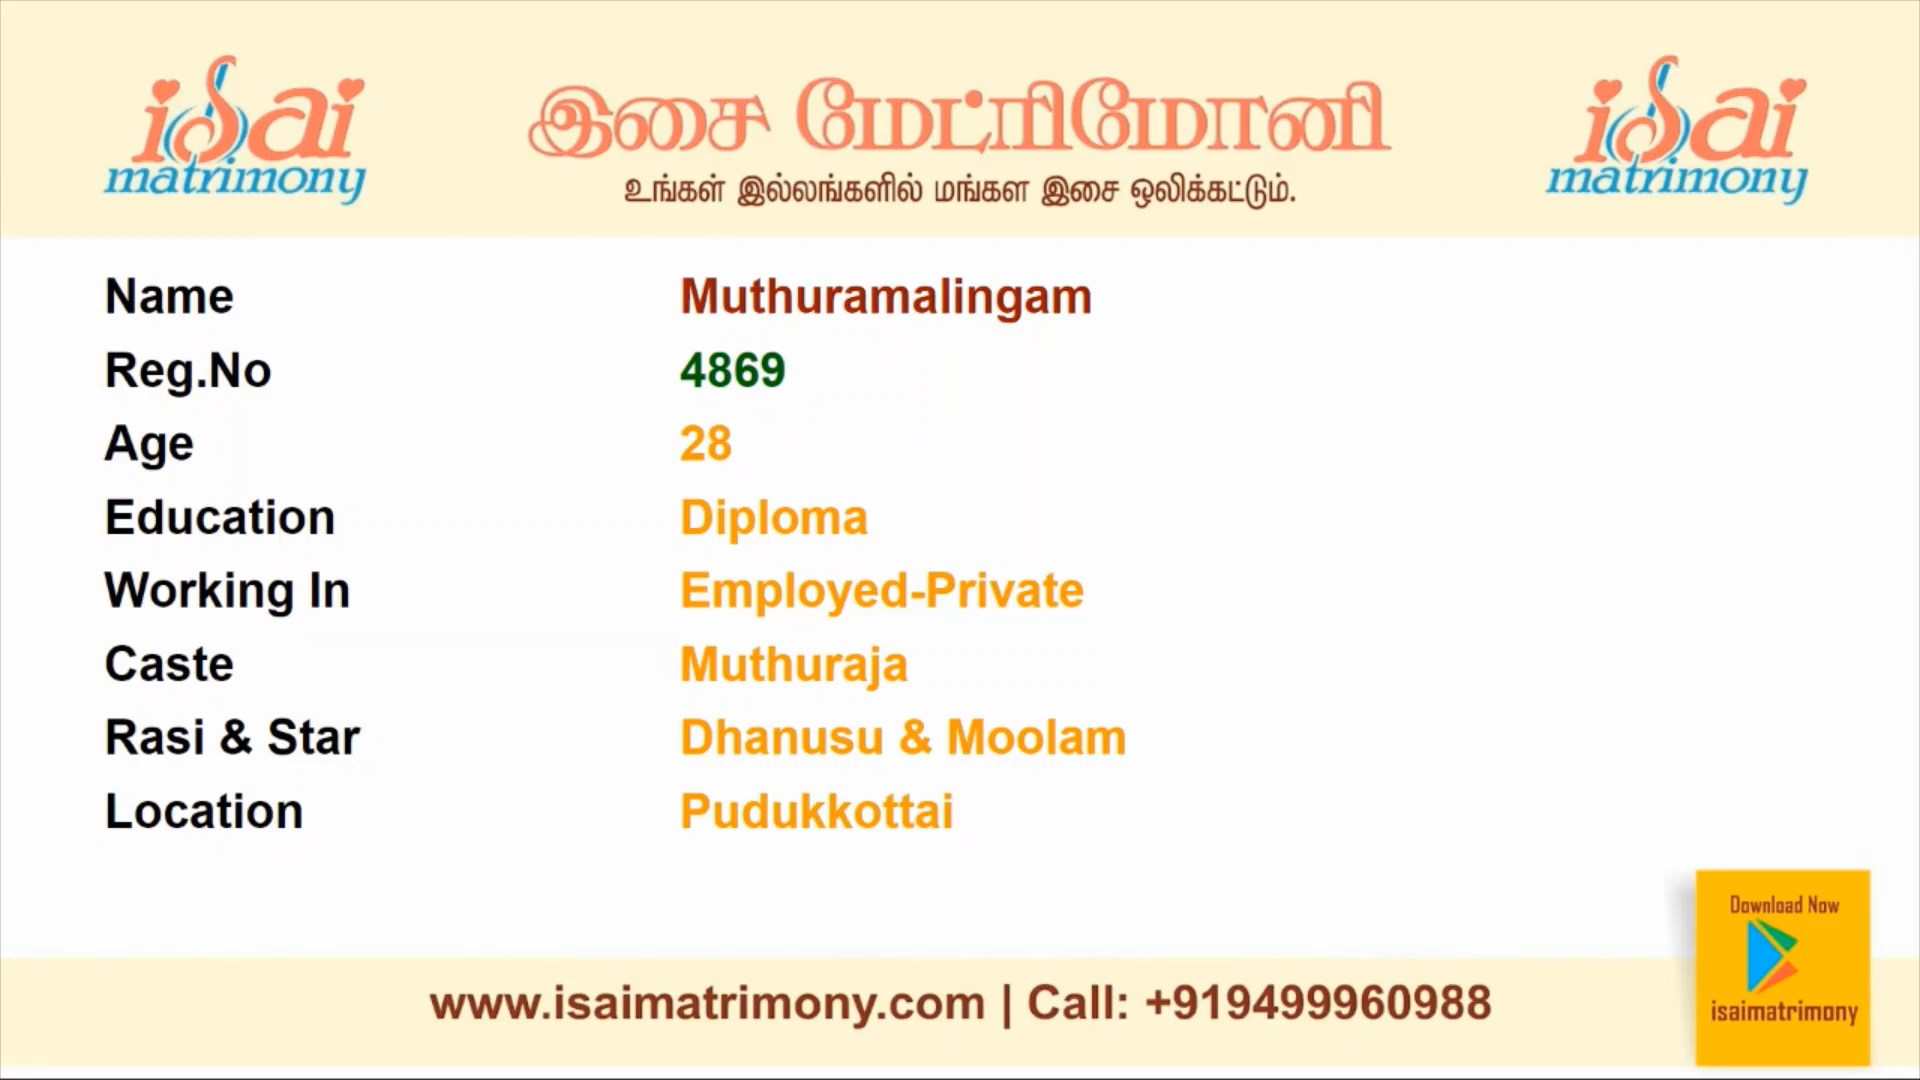 isai matrimony
இசை மேட்ரிமோனி
உங்கள் இல்லங்களில் மங்கள இசை ஒலிக்கட்டும்.
isai matrimony
Name Muthuramalingam
Reg.No 4869
Age 28
Education Diploma
Working In Employed-Private
Caste Muthuraja
Rasi & Star Dhanusu & Moolam
Location Pudukkottai
www.isaimatrimony.com | Call: +919499960988
Download Now
isaimatrimony